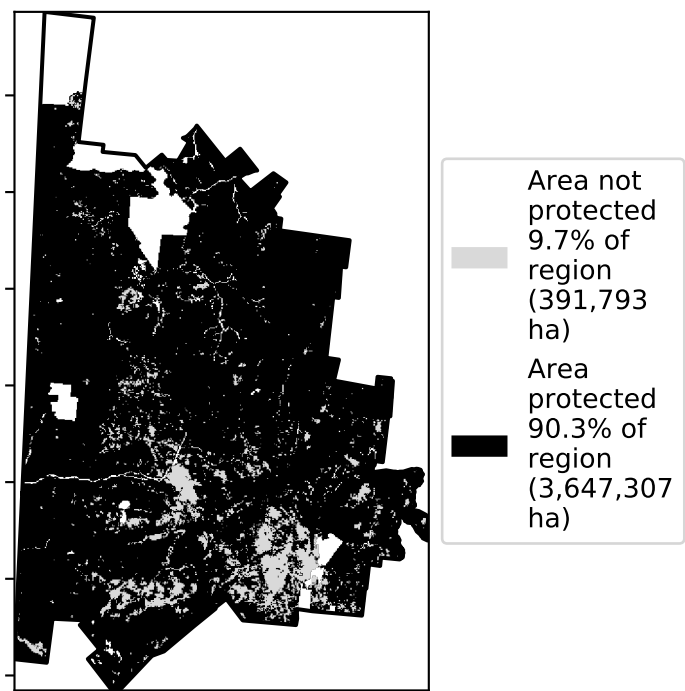 Area not
protected
9.7% of
region
(391,793
ha)
Area
protected
90.3% of
region
(3,647,307
ha)